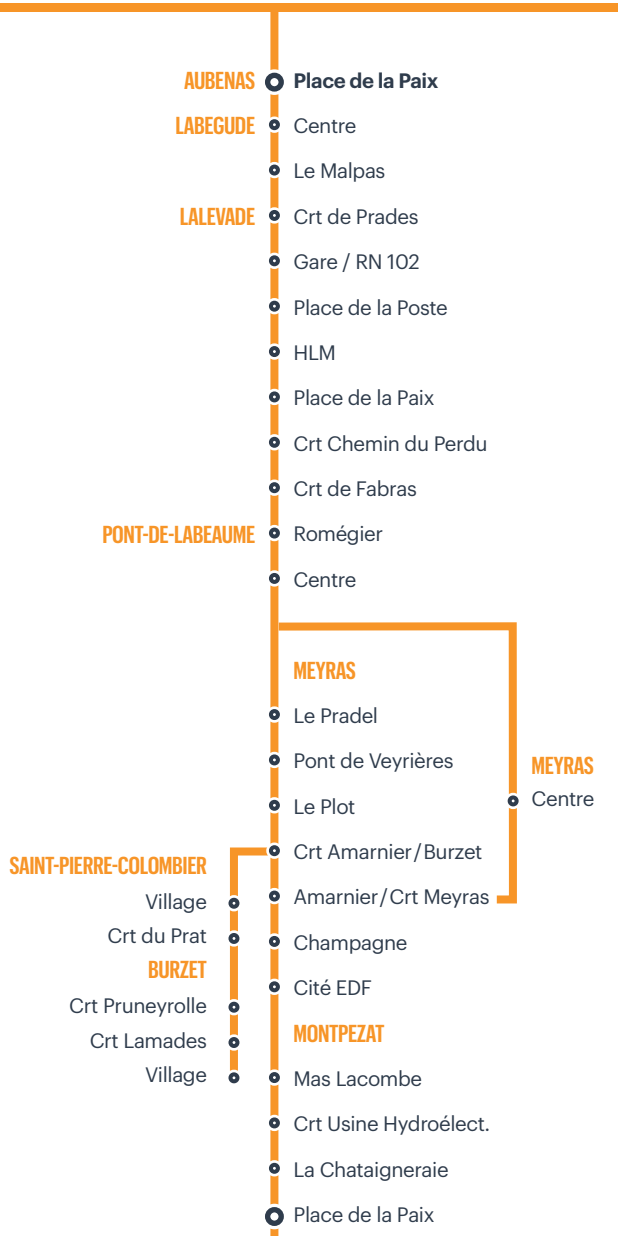 AUBENAS Place de la Paix
LABEGUDE Centre
Le Malpas
LALEVADE Crt de Prades
Gare / RN 102
Place de la Poste
HLM
Place de la Paix
Crt Chemin du Perdu
Crt de Fabras
PONT-DE-LABEAUME Romégier
Centre
MEYRAS
Le Pradel
Pont de Veyrières
Le Plot
Crt Amarnier/Burzet
Amarnier/Crt Meyras
Champagne
Cité EDF
MONTPEZAT
Mas Lacombe
Crt Usine Hydroélect.
La Chataigneraie
Place de la Paix
MEYRAS
Centre
SAINT-PIERRE-COLOMBIER
Village
Crt du Prat
BURZET
Crt Pruneyrolle
Crt Lamades
Village